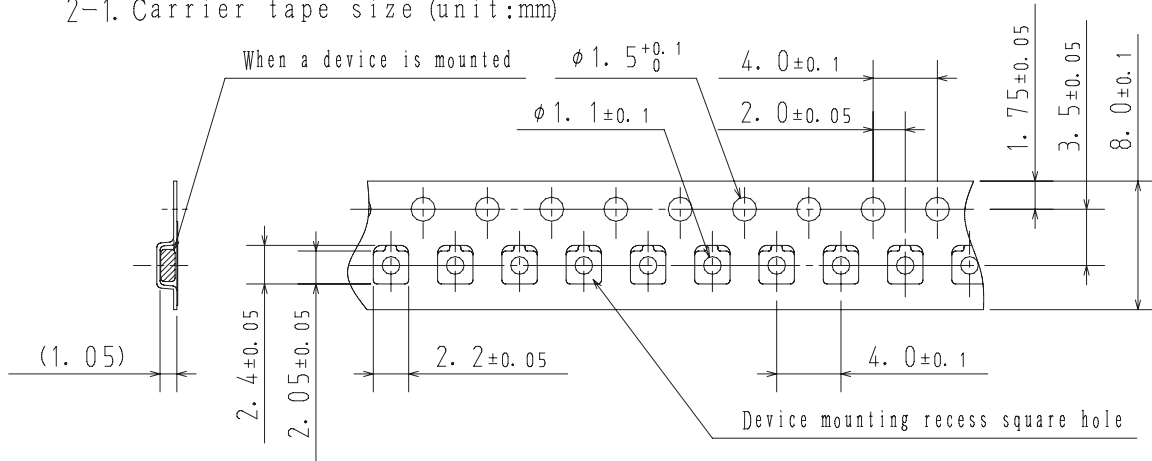 2-1. Carrier tape size (unit:mm)
When a device is mounted
φ1.5 +0.1 0
4.0±0.1
φ1.1±0.1
2.0±0.05
1.75±0.05
3.5±0.05
8.0±0.1
(1.05)
2.4±0.05
2.05±0.05
2.2±0.05
4.0±0.1
Device mounting recess square hole